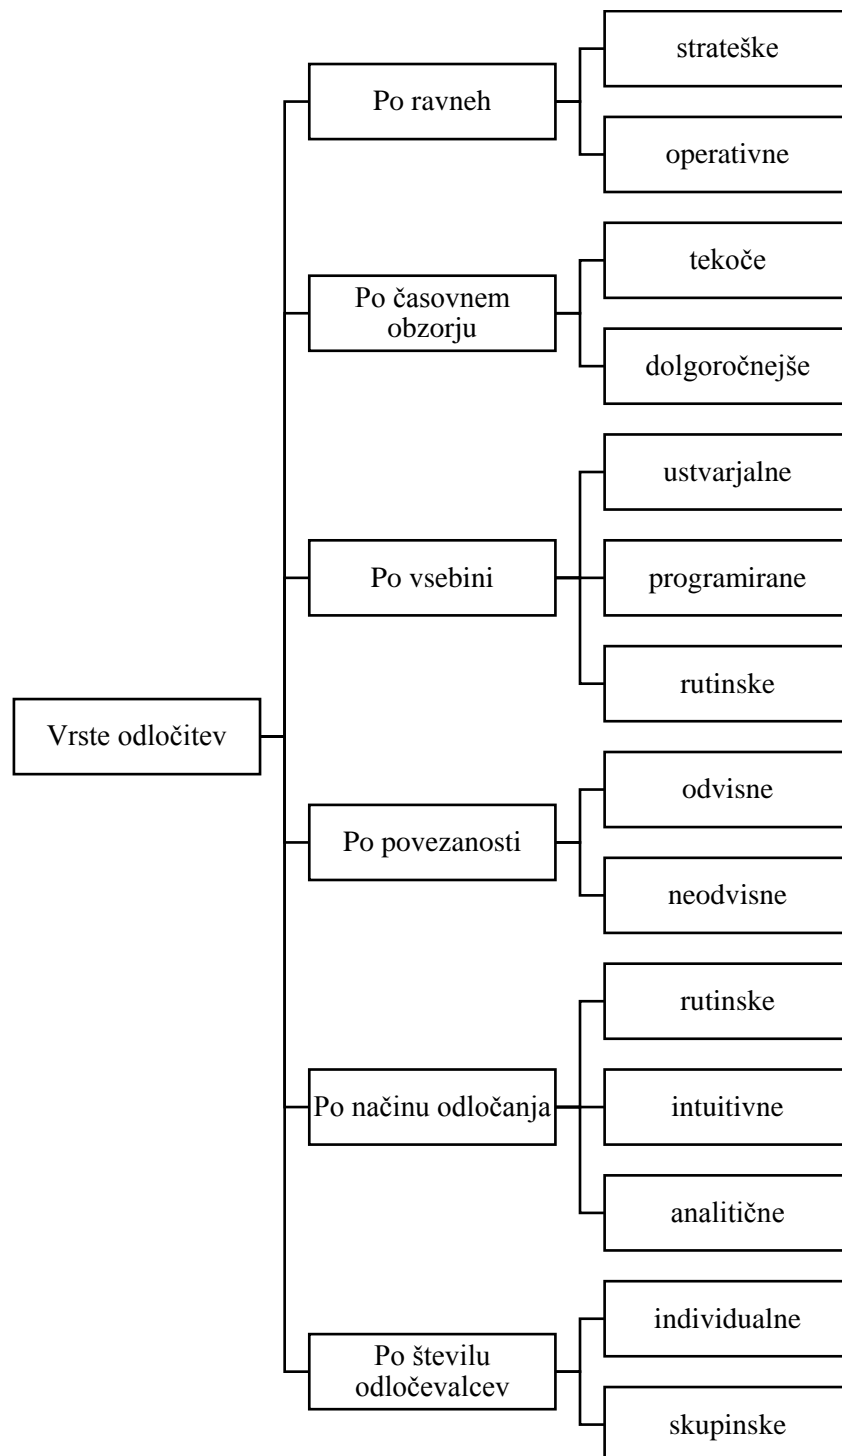 Vrste odločitev
Po ravneh
strateške
operativne
Po časovnem
obzorju
tekoče
dolgoročnejše
Po vsebini
ustvarjalne
programirane
rutinske
Po povezanosti
odvisne
neodvisne
Po načinu odločanja
rutinske
intuitivne
analitične
Po številu
odločevalcev
individualne
skupinske